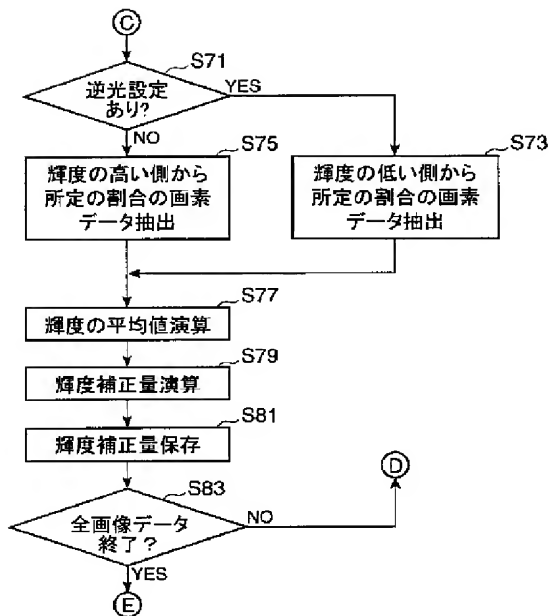 C
S71
逆光設定
あり?
YES
NO
S75
輝度の高い側から
所定の割合の画素
データ抽出
S73
輝度の低い側から
所定の割合の画素
データ抽出
S77
輝度の平均値演算
S79
輝度補正量演算
S81
輝度補正量保存
S83
全画像データ
終了?
NO
D
YES
E